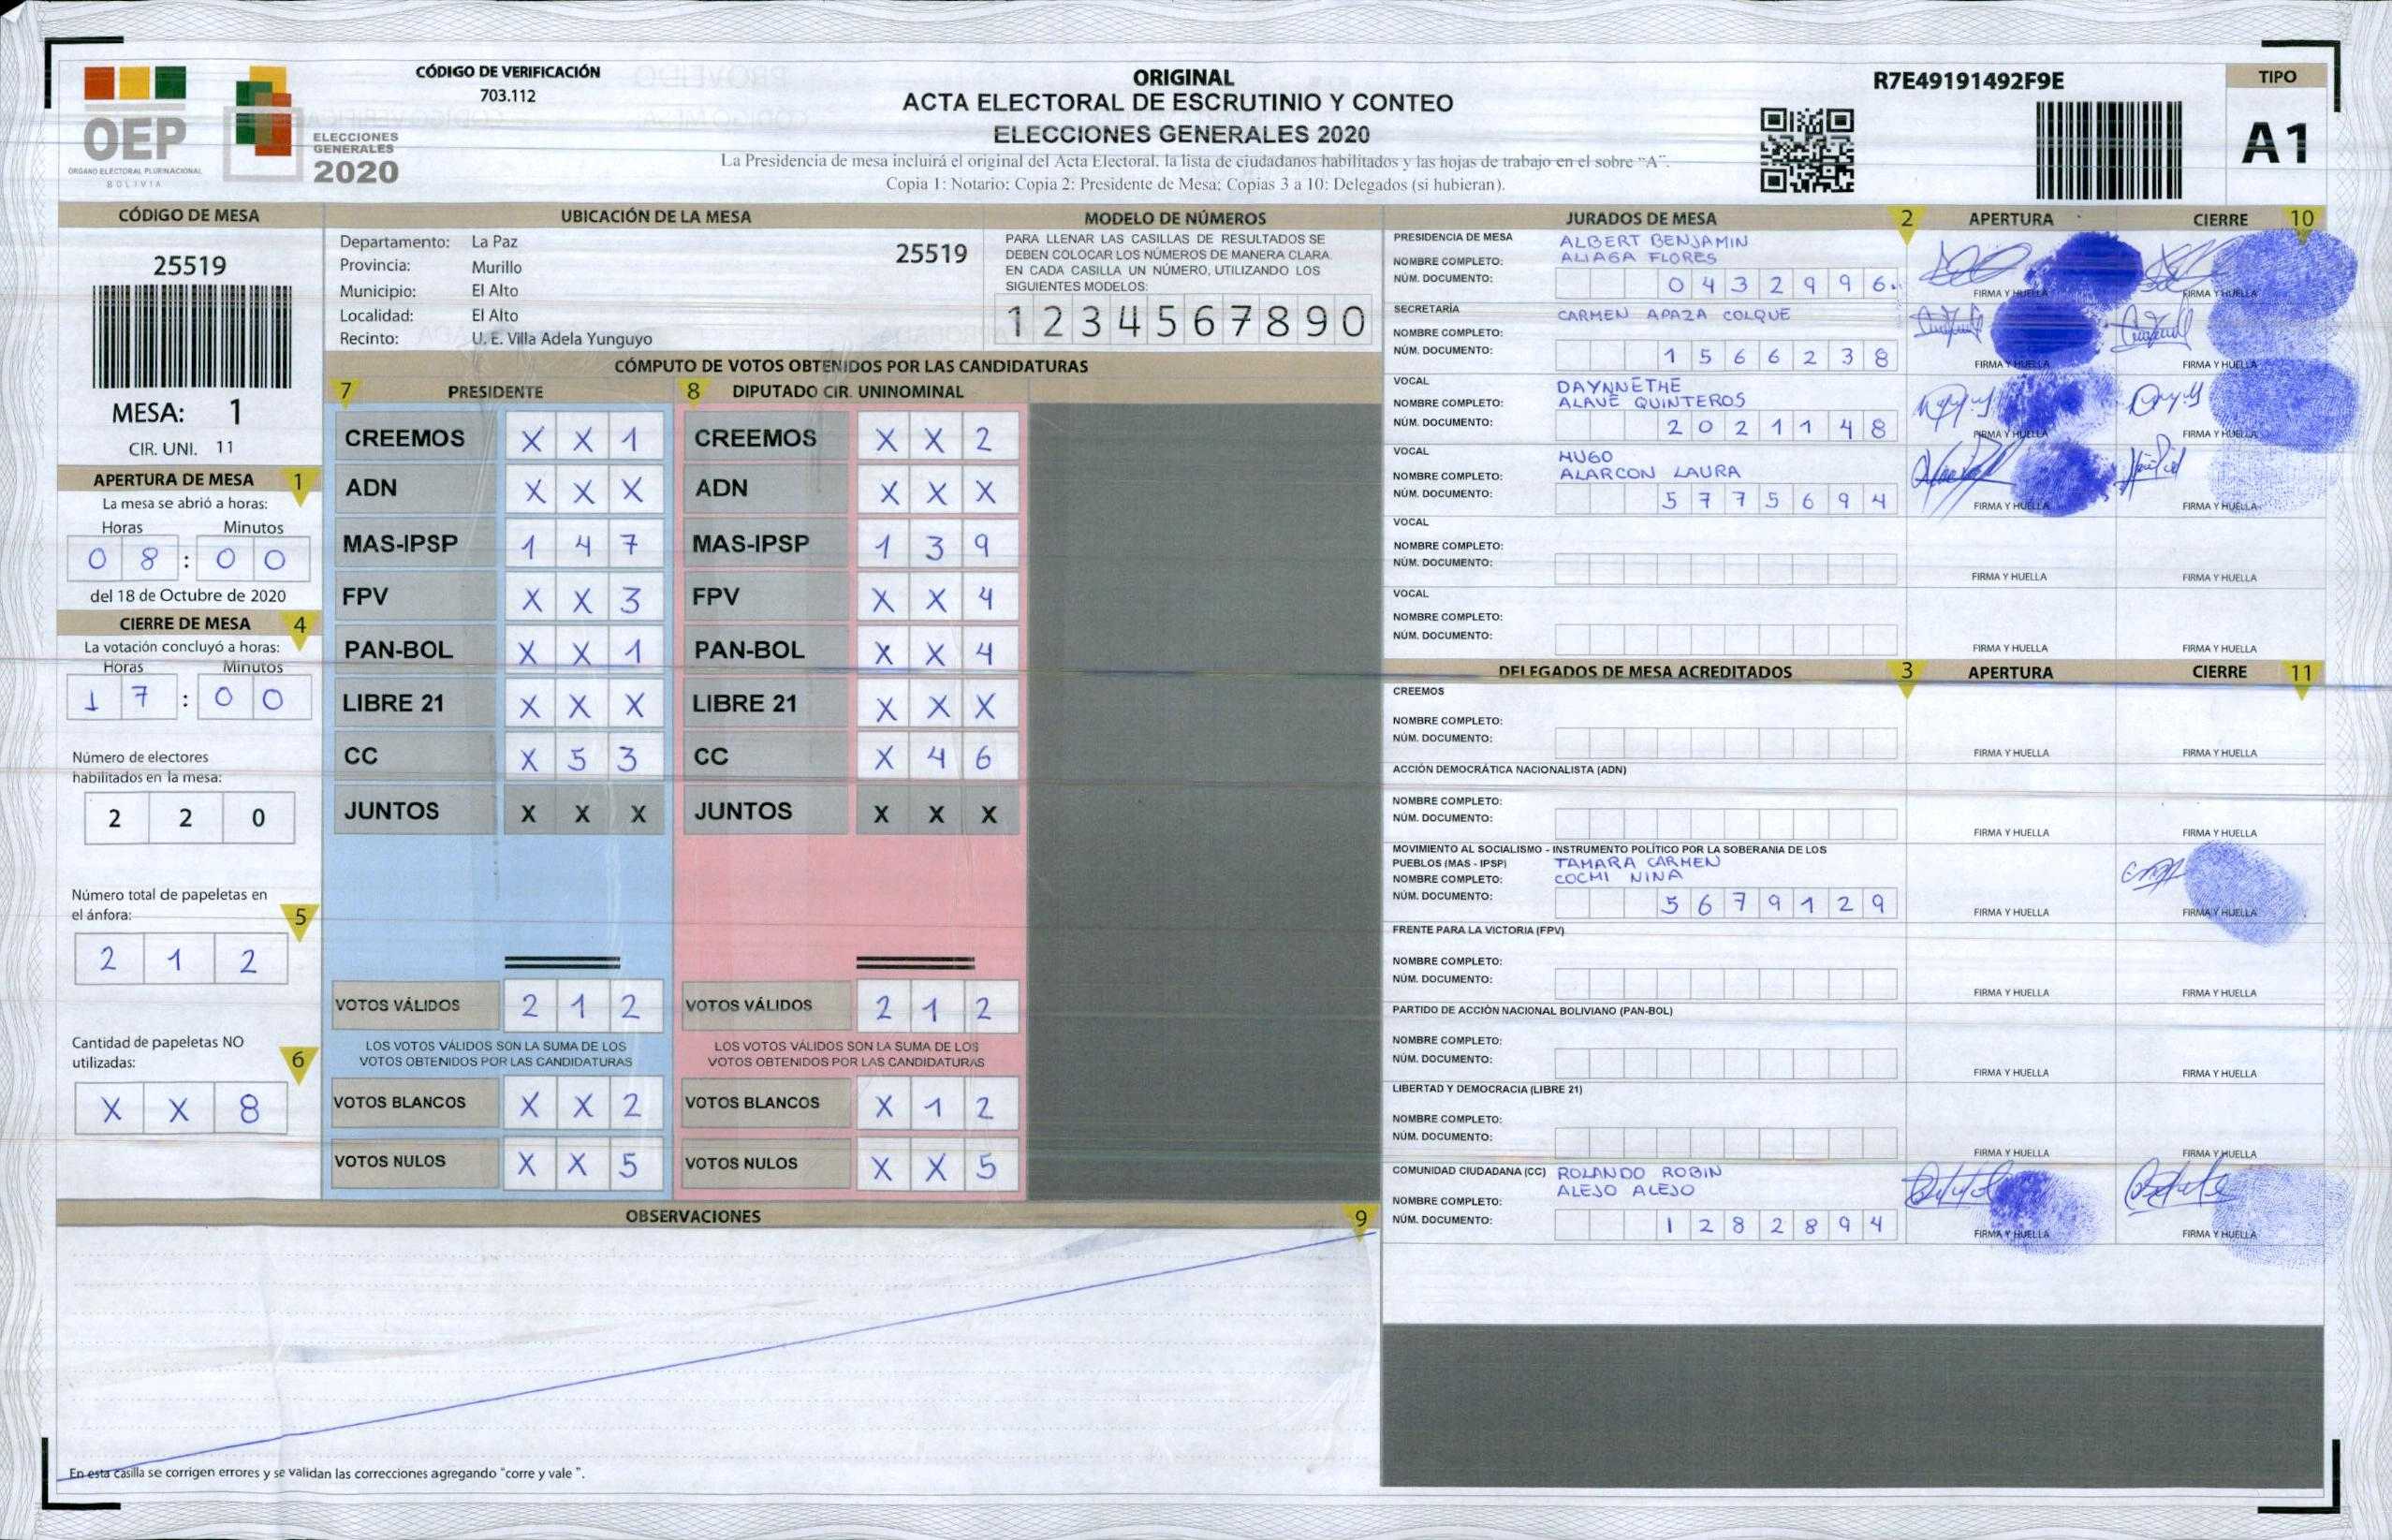 CÓDIGO DE VERIFICACIÓN
703.112
OEP
ÓRGANO ELECTORAL PLURINACIONAL
BOLIVIA
ELECCIONES
GENERALES
2020
ORIGINAL
ACTA ELECTORAL DE ESCRUTINIO Y CONTEO
ELECCIONES GENERALES 2020
La Presidencia de mesa incluirá el original del Acta Electoral, la lista de ciudadanos habilitados y las hojas de trabajo en el sobre "A".
Copia 1: Notario; Copia 2: Presidente de Mesa; Copias 3 a 10: Delegados (si hubieran).
R7E49191492F9E
TIPO
A1
CÓDIGO DE MESA
25519
MESA: 1
CIR. UNI. 11
APERTURA DE MESA 1
La mesa se abrió a horas:
Horas Minutos
0 8 : 0 0
del 18 de Octubre de 2020
CIERRE DE MESA 4
La votación concluyó a horas:
Horas Minutos
1 7 : 0 0
Número de electores
habilitados en la mesa:
2 2 0
Número total de papeletas en
el ánfora: 5
2 1 2
Cantidad de papeletas NO
utilizadas: 6
X X 8
UBICACIÓN DE LA MESA
Departamento: La Paz
25519
Provincia: Murillo
Municipio: El Alto
Localidad: El Alto
Recinto: U. E. Villa Adela Yunguyo
MODELO DE NÚMEROS
PARA LLENAR LAS CASILLAS DE RESULTADOS SE
DEBEN COLOCAR LOS NÚMEROS DE MANERA CLARA.
EN CADA CASILLA UN NÚMERO, UTILIZANDO LOS
SIGUIENTES MODELOS:
1 2 3 4 5 6 7 8 9 0
CÓMPUTO DE VOTOS OBTENIDOS POR LAS CANDIDATURAS
7 PRESIDENTE 8 DIPUTADO CIR. UNINOMINAL
CREEMOS X X 1 CREEMOS X X 2
ADN X X X ADN X X X
MAS-IPSP 1 4 7 MAS-IPSP 1 3 9
FPV X X 3 FPV X X 4
PAN-BOL X X 1 PAN-BOL X X 4
LIBRE 21 X X X LIBRE 21 X X X
CC X 5 3 CC X 4 6
JUNTOS X X X JUNTOS X X X
VOTOS VÁLIDOS 2 1 2 VOTOS VÁLIDOS 2 1 2
LOS VOTOS VÁLIDOS SON LA SUMA DE LOS LOS VOTOS VÁLIDOS SON LA SUMA DE LOS
VOTOS OBTENIDOS POR LAS CANDIDATURAS VOTOS OBTENIDOS POR LAS CANDIDATURAS
VOTOS BLANCOS X X 2 VOTOS BLANCOS X 1 2
VOTOS NULOS X X 5 VOTOS NULOS X X 5
OBSERVACIONES 9
En esta casilla se corrigen errores y se validan las correcciones agregando "corre y vale ".
JURADOS DE MESA 2 APERTURA CIERRE 10
PRESIDENCIA DE MESA ALBERT BENJAMIN
NOMBRE COMPLETO: ALIAGA FLORES
NÚM. DOCUMENTO: 0 4 3 2 9 9 6
FIRMA Y HUELLA FIRMA Y HUELLA
SECRETARÍA CARMEN APAZA COLQUE
NOMBRE COMPLETO:
NÚM. DOCUMENTO: 1 5 6 6 2 3 8
FIRMA Y HUELLA FIRMA Y HUELLA
VOCAL DAYNNETHE
NOMBRE COMPLETO: ALAVE QUINTEROS
NÚM. DOCUMENTO: 2 0 2 1 1 4 8
FIRMA Y HUELLA FIRMA Y HUELLA
VOCAL HUGO
NOMBRE COMPLETO: ALARCON LAURA
NÚM. DOCUMENTO: 5 7 7 5 6 9 4
FIRMA Y HUELLA FIRMA Y HUELLA
VOCAL
NOMBRE COMPLETO:
NÚM. DOCUMENTO:
FIRMA Y HUELLA FIRMA Y HUELLA
VOCAL
NOMBRE COMPLETO:
NÚM. DOCUMENTO:
FIRMA Y HUELLA FIRMA Y HUELLA
DELEGADOS DE MESA ACREDITADOS 3 APERTURA CIERRE 11
CREEMOS
NOMBRE COMPLETO:
NÚM. DOCUMENTO:
FIRMA Y HUELLA FIRMA Y HUELLA
ACCIÓN DEMOCRÁTICA NACIONALISTA (ADN)
NOMBRE COMPLETO:
NÚM. DOCUMENTO:
FIRMA Y HUELLA FIRMA Y HUELLA
MOVIMIENTO AL SOCIALISMO - INSTRUMENTO POLÍTICO POR LA SOBERANIA DE LOS
PUEBLOS (MAS - IPSP) TAMARA CARMEN
NOMBRE COMPLETO: COCMI NINA
NÚM. DOCUMENTO: 5 6 7 9 1 2 9
FIRMA Y HUELLA FIRMA Y HUELLA
FRENTE PARA LA VICTORIA (FPV)
NOMBRE COMPLETO:
NÚM. DOCUMENTO:
FIRMA Y HUELLA FIRMA Y HUELLA
PARTIDO DE ACCIÓN NACIONAL BOLIVIANO (PAN-BOL)
NOMBRE COMPLETO:
NÚM. DOCUMENTO:
FIRMA Y HUELLA FIRMA Y HUELLA
LIBERTAD Y DEMOCRACIA (LIBRE 21)
NOMBRE COMPLETO:
NÚM. DOCUMENTO:
FIRMA Y HUELLA FIRMA Y HUELLA
COMUNIDAD CIUDADANA (CC) ROLANDO ROBIN
NOMBRE COMPLETO: ALEJO ALEJO
NÚM. DOCUMENTO: 1 2 8 2 8 9 4
FIRMA Y HUELLA FIRMA Y HUELLA